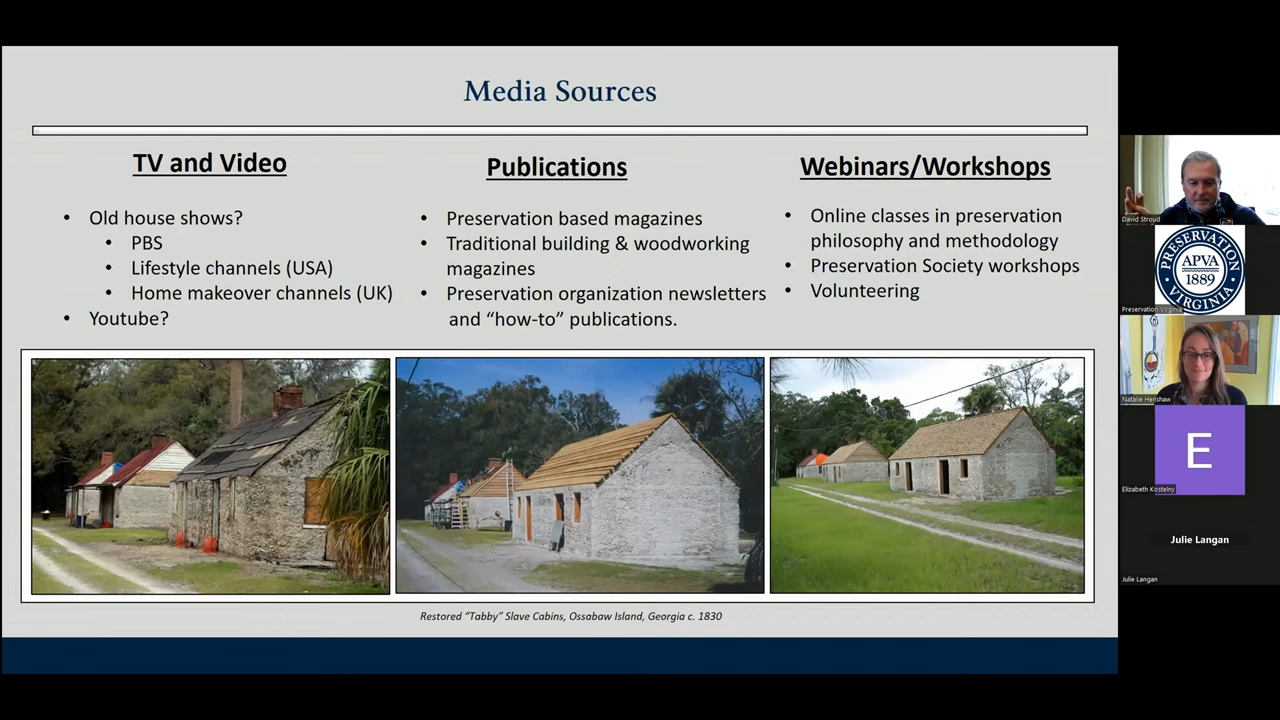 Media Sources
TV and Video
• Old house shows?
• PBS
• Lifestyle channels (USA)
• Home makeover channels (UK)
• Youtube?
Publications
• Preservation based magazines
• Traditional building & woodworking
magazines
• Preservation organization newsletters
and “how-to” publications.
Webinars/Workshops
• Online classes in preservation
philosophy and methodology
• Preservation Society workshops
• Volunteering
Restored “Tabby” Slave Cabins, Ossabaw Island, Georgia c. 1830
David Stroud
PRESERVATION
APVA
1889
VIRGINIA
Preservation Virginia
Natalie Henshaw
E
Elizabeth Kostelny
Julie Langan
Julie Langan